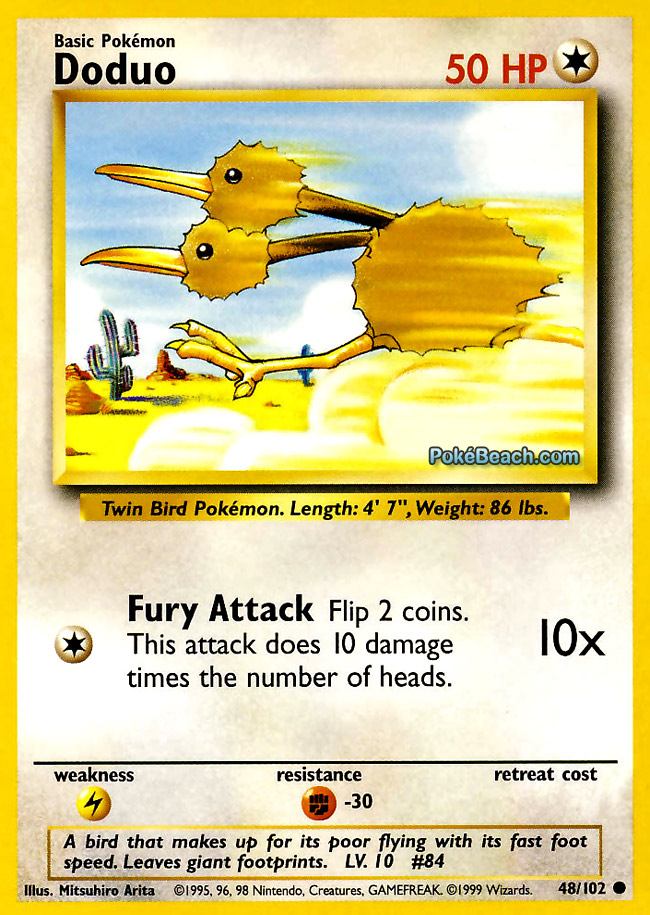 Basic Pokémon
Doduo
50 HP
PokéBeach.com
Twin Bird Pokémon. Length: 4' 7", Weight: 86 lbs.
Fury Attack Flip 2 coins.
This attack does 10 damage
times the number of heads.
10x
weakness resistance retreat cost
-30
A bird that makes up for its poor flying with its fast foot
speed. Leaves giant footprints. LV. 10 #84
Illus. Mitsuhiro Arita ©1995, 96, 98 Nintendo, Creatures, GAMEFREAK. ©1999 Wizards. 48/102